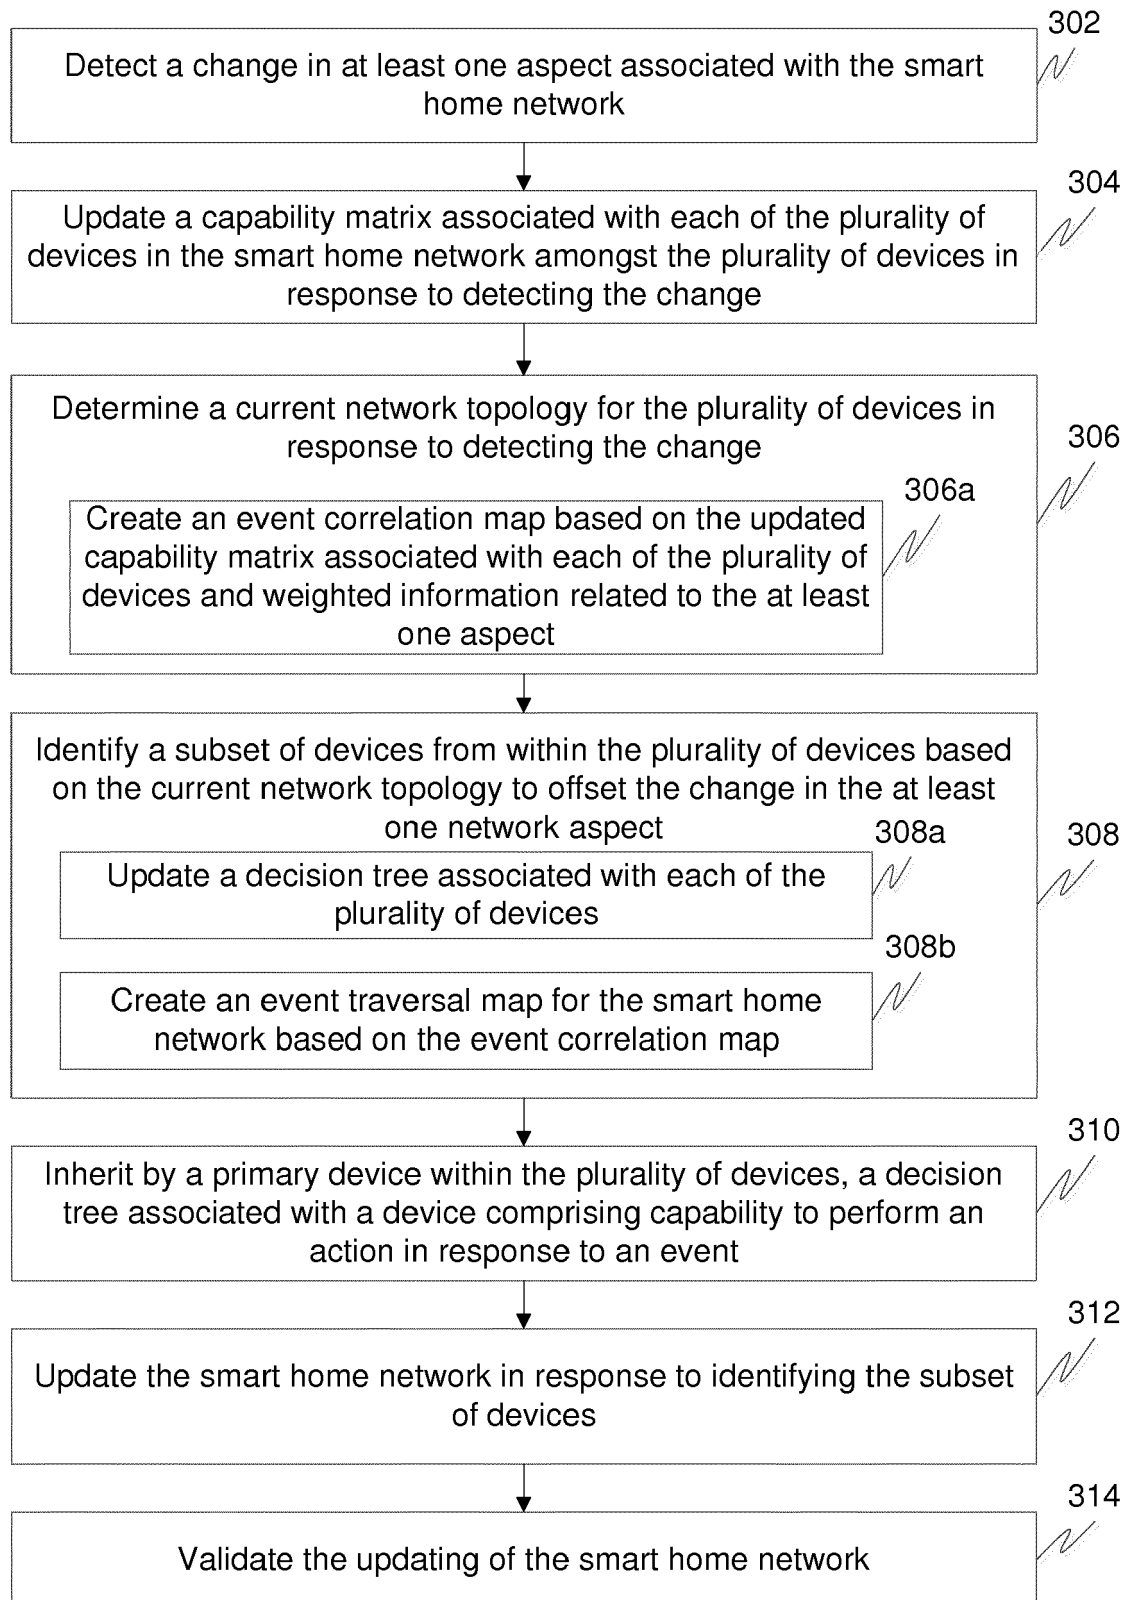 302
Detect a change in at least one aspect associated with the smart
home network
304
Update a capability matrix associated with each of the plurality of
devices in the smart home network amongst the plurality of devices in
response to detecting the change
Determine a current network topology for the plurality of devices in
response to detecting the change
306
306a
Create an event correlation map based on the updated
capability matrix associated with each of the plurality of
devices and weighted information related to the at least
one aspect
Identify a subset of devices from within the plurality of devices based
on the current network topology to offset the change in the at least
one network aspect
308a
308
Update a decision tree associated with each of the
plurality of devices
308b
Create an event traversal map for the smart home
network based on the event correlation map
310
Inherit by a primary device within the plurality of devices, a decision
tree associated with a device comprising capability to perform an
action in response to an event
312
Update the smart home network in response to identifying the subset
of devices
314
Validate the updating of the smart home network